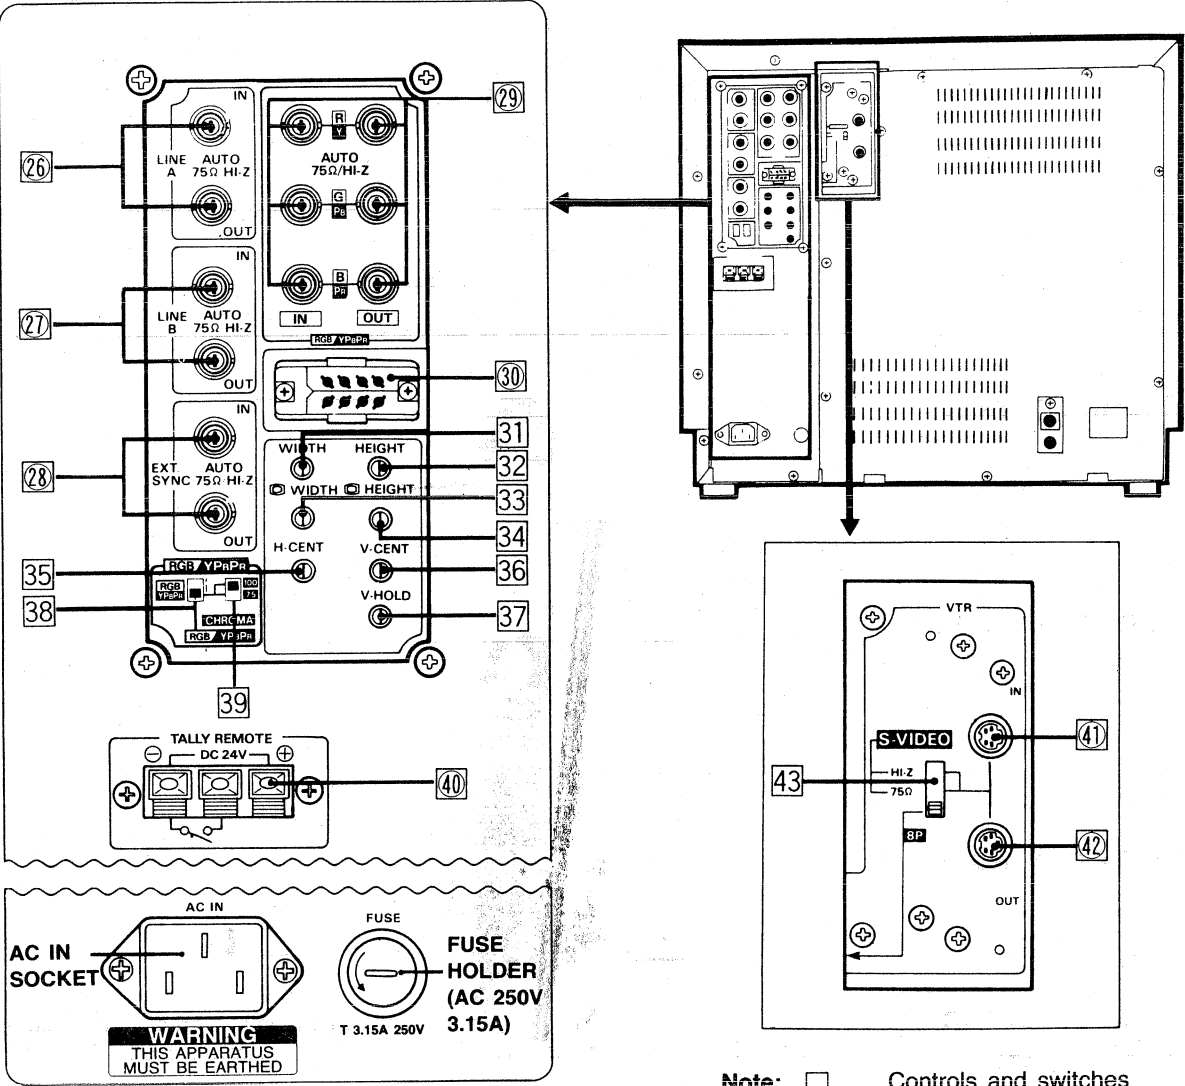 IN
LINE A
AUTO
75Ω HI-Z
OUT
26
R
Y
AUTO
75Ω/HI-Z
G
PB
B
PR
IN
OUT
RGB/YPBPR
29
IN
LINE B
AUTO
75Ω HI-Z
OUT
27
30
IN
EXT. SYNC
AUTO
75Ω HI-Z
OUT
28
WIDTH
HEIGHT
31
32
WIDTH
HEIGHT
33
34
H-CENT
V-CENT
35
36
V-HOLD
37
RGB/YPBPR
RGB
YPBPR
100
75
38
CHROMA
RGB/YPBPR
39
TALLY REMOTE
⊖ DC 24V ⊕
40
AC IN
AC IN
SOCKET
WARNING
THIS APPARATUS
MUST BE EARTHED
FUSE
FUSE
HOLDER
(AC 250V
3.15A)
T 3.15A 250V
VTR
IN
S-VIDEO
41
HI-Z
75Ω
43
8P
42
OUT
Note: □ Controls and switches